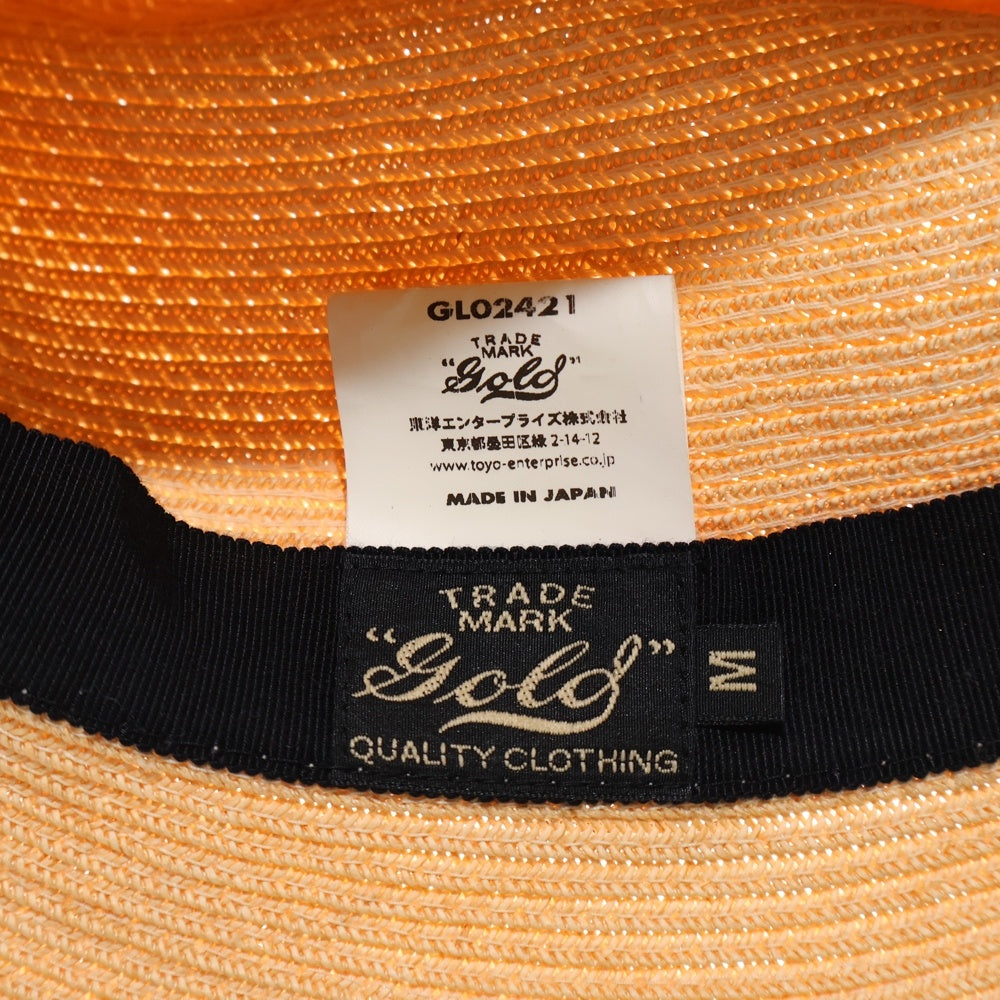 GL02421
TRADE
MARK
"Gold"
東洋エンタープライズ株式会社
東京都墨田区緑2-14-12
www.toyo-enterprise.co.jp
MADE IN JAPAN
TRADE
MARK
"Gold"
QUALITY CLOTHING
M